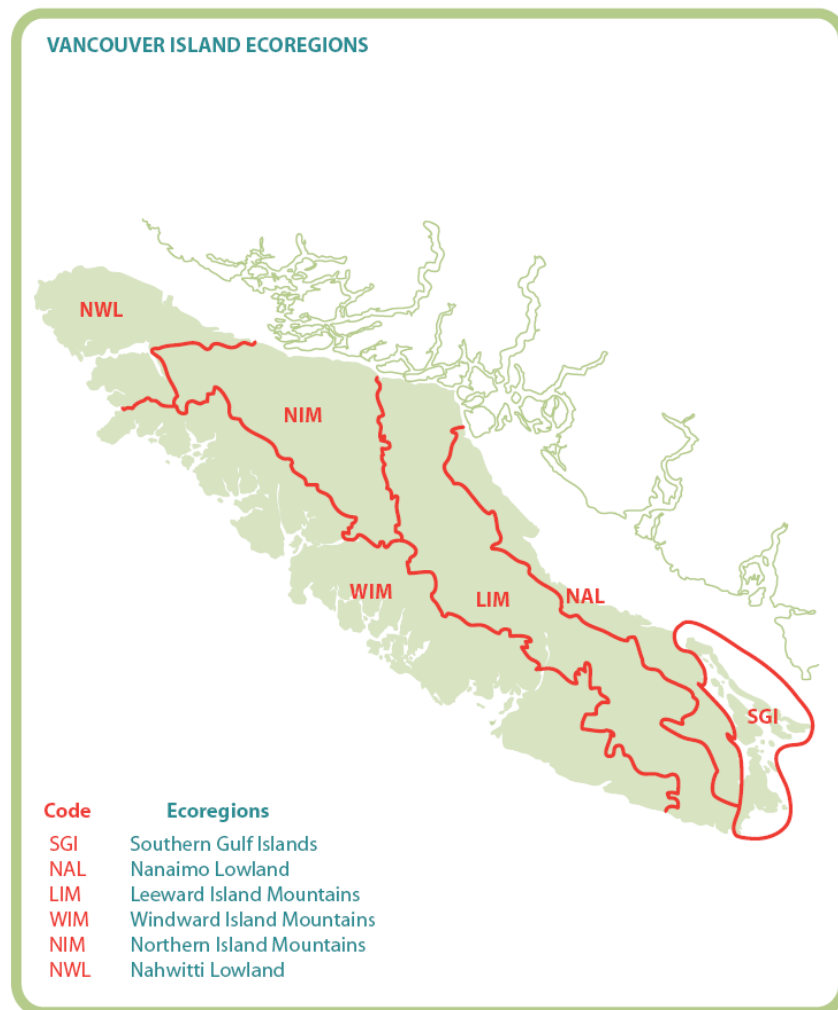 VANCOUVER ISLAND ECOREGIONS
NWL
NIM
WIM
LIM
NAL
SGI
Code Ecoregions
SGI Southern Gulf Islands
NAL Nanaimo Lowland
LIM Leeward Island Mountains
WIM Windward Island Mountains
NIM Northern Island Mountains
NWL Nahwitti Lowland